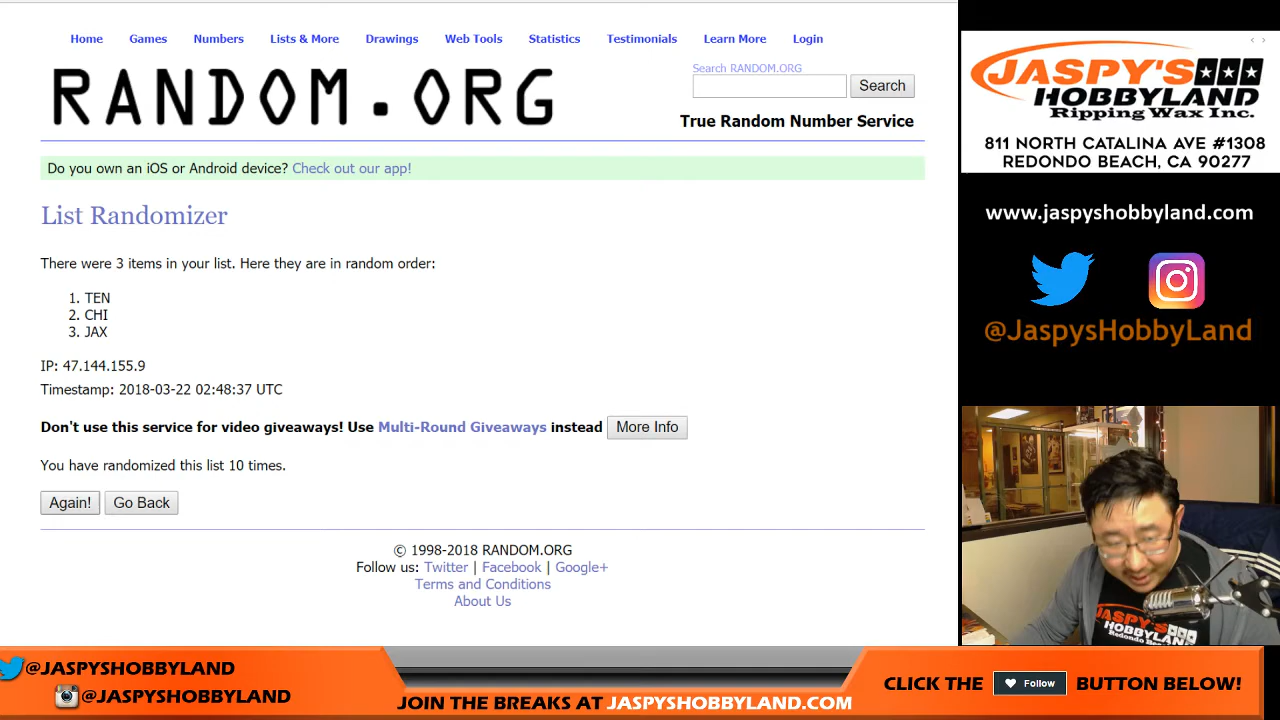 Home Games Numbers Lists & More Drawings Web Tools Statistics Testimonials Learn More Login
RANDOM.ORG
Search RANDOM.ORG
Search
True Random Number Service
Do you own an iOS or Android device? Check out our app!
List Randomizer
There were 3 items in your list. Here they are in random order:
1. TEN
2. CHI
3. JAX
IP: 47.144.155.9
Timestamp: 2018-03-22 02:48:37 UTC
Don't use this service for video giveaways! Use Multi-Round Giveaways instead More Info
You have randomized this list 10 times.
Again! Go Back
© 1998-2018 RANDOM.ORG
Follow us: Twitter | Facebook | Google+
Terms and Conditions
About Us
JASPY'S
HOBBYLAND
Ripping Wax Inc.
811 NORTH CATALINA AVE #1308
REDONDO BEACH, CA 90277
www.jaspyshobbyland.com
@JaspysHobbyLand
JASPY'S
HOBBYLAND
@JASPYSHOBBYLAND
@JASPYSHOBBYLAND
JOIN THE BREAKS AT JASPYSHOBBYLAND.COM
CLICK THE Follow BUTTON BELOW!